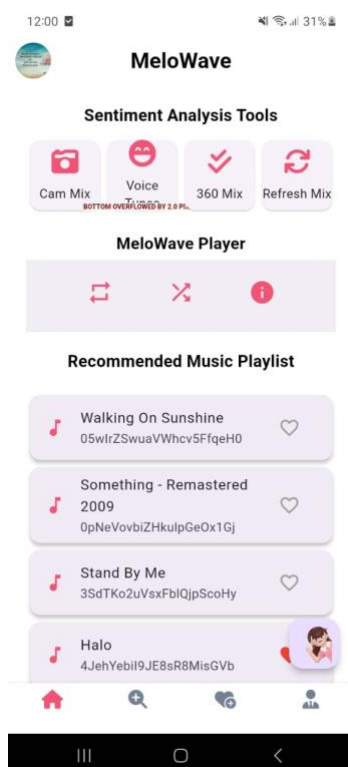 12:00
31%
MeloWave
Sentiment Analysis Tools
Cam Mix
Voice
360 Mix
Refresh Mix
BOTTOM OVERFLOWED BY 2.0
MeloWave Player
Recommended Music Playlist
Walking On Sunshine
05wIrZSwuaVWhcv5FfqeH0
Something - Remastered
2009
0pNeVovbiZHkulpGeOx1Gj
Stand By Me
3SdTKo2uVsxFblQjpScoHy
Halo
4JehYebiI9JE8sR8MisGVb